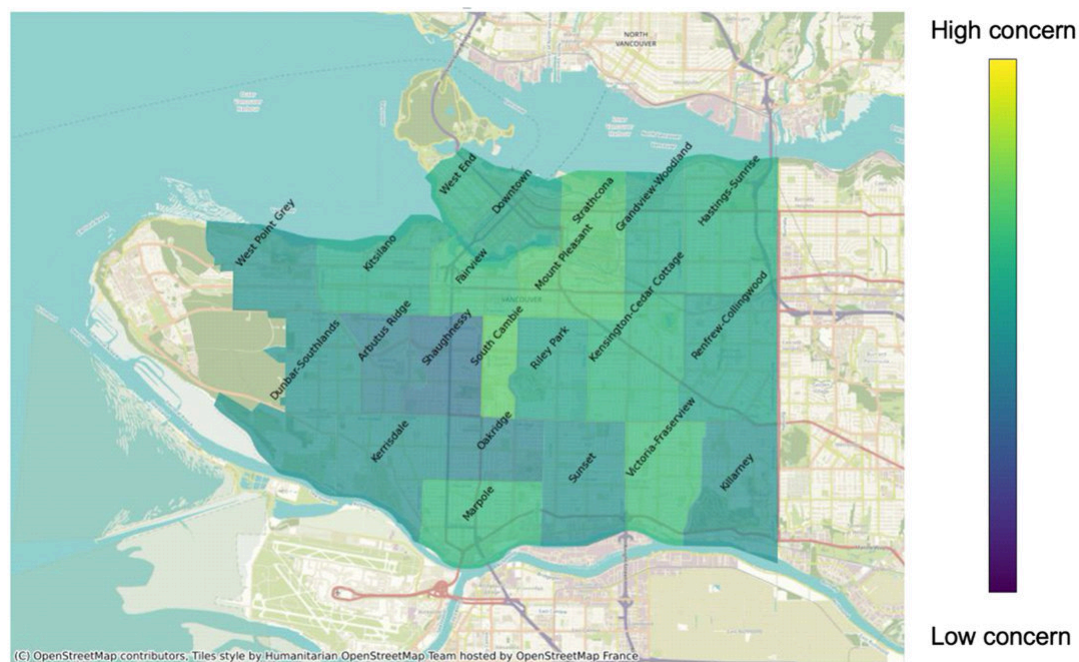 High concern
NORTH
VANCOUVER
West End
Downtown
Strathcona
Grandview-Woodland
Hastings-Sunrise
West Point Grey
Kitsilano
Fairview
Mount Pleasant
VANCOUVER
Kensington-Cedar Cottage
Renfrew-Collingwood
Dunbar-Southlands
Arbutus Ridge
Shaughnessy
South Cambie
Riley Park
Kerrisdale
Oakridge
Sunset
Victoria-Fraserview
Killarney
Marpole
Low concern
(C) OpenStreetMap contributors, Tiles style by Humanitarian OpenStreetMap Team hosted by OpenStreetMap France